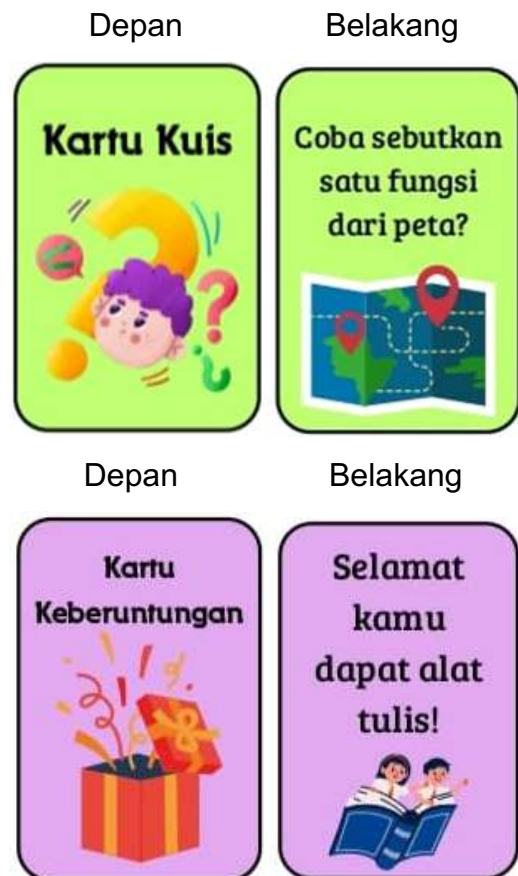 Depan
Belakang
Kartu Kuis
Coba sebutkan
satu fungsi
dari peta?
Depan
Belakang
Kartu
Keberuntungan
Selamat
kamu
dapat alat
tulis!